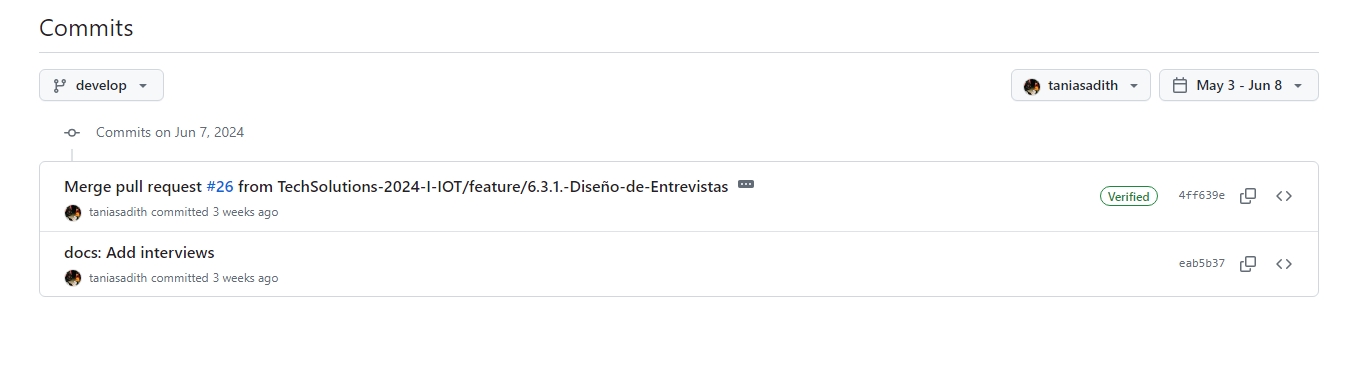 Commits
develop
taniasadith
May 3 - Jun 8
Commits on Jun 7, 2024
Merge pull request #26 from TechSolutions-2024-I-IOT/feature/6.3.1.-Diseño-de-Entrevistas
taniasadith committed 3 weeks ago
Verified
4ff639e
docs: Add interviews
taniasadith committed 3 weeks ago
eab5b37